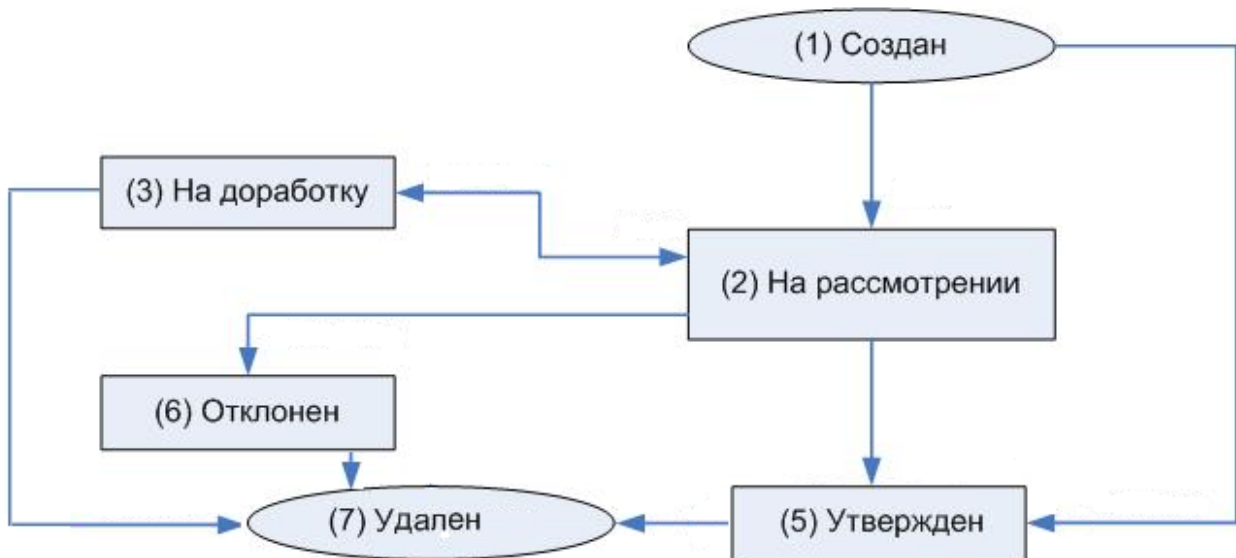 (1) Создан
(3) На доработку
(2) На рассмотрении
(6) Отклонен
(7) Удален
(5) Утвержден